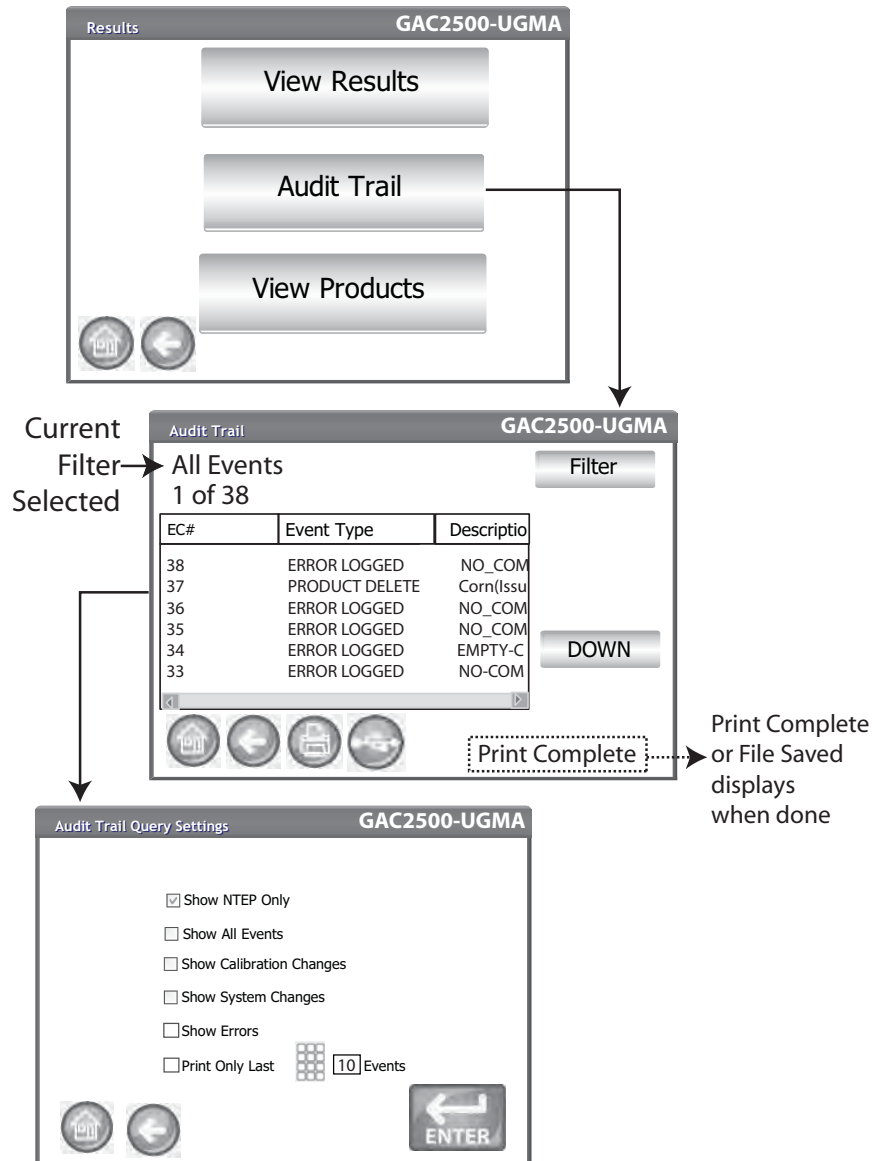 Results GAC2500-UGMA
View Results
Audit Trail
View Products
Current
Filter
Selected
Audit Trail GAC2500-UGMA
All Events
1 of 38
Filter
EC# Event Type Descriptio
38 ERROR LOGGED NO_COM
37 PRODUCT DELETE Corn(Issu
36 ERROR LOGGED NO_COM
35 ERROR LOGGED NO_COM
34 ERROR LOGGED EMPTY-C
33 ERROR LOGGED NO-COM
DOWN
Print Complete
Print Complete
or File Saved
displays
when done
Audit Trail Query Settings GAC2500-UGMA
Show NTEP Only
Show All Events
Show Calibration Changes
Show System Changes
Show Errors
Print Only Last 10 Events
ENTER